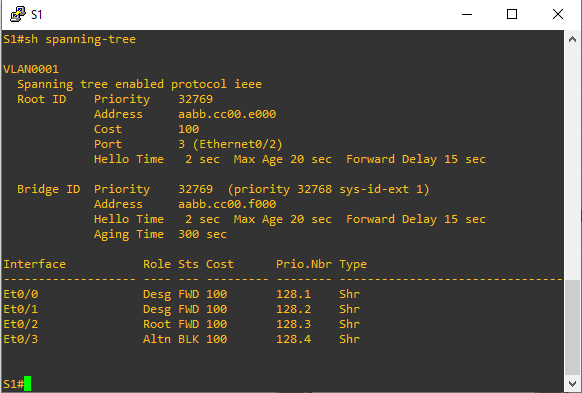 S1
S1#sh spanning-tree
VLAN0001
  Spanning tree enabled protocol ieee
  Root ID    Priority    32769
             Address     aabb.cc00.e000
             Cost        100
             Port        3 (Ethernet0/2)
             Hello Time   2 sec  Max Age 20 sec  Forward Delay 15 sec
  Bridge ID  Priority    32769  (priority 32768 sys-id-ext 1)
             Address     aabb.cc00.f000
             Hello Time   2 sec  Max Age 20 sec  Forward Delay 15 sec
             Aging Time  300 sec
Interface           Role Sts Cost      Prio.Nbr Type
------------------- ---- --- --------- -------- --------------------------------
Et0/0               Desg FWD 100       128.1    Shr
Et0/1               Desg FWD 100       128.2    Shr
Et0/2               Root FWD 100       128.3    Shr
Et0/3               Altn BLK 100       128.4    Shr
S1#